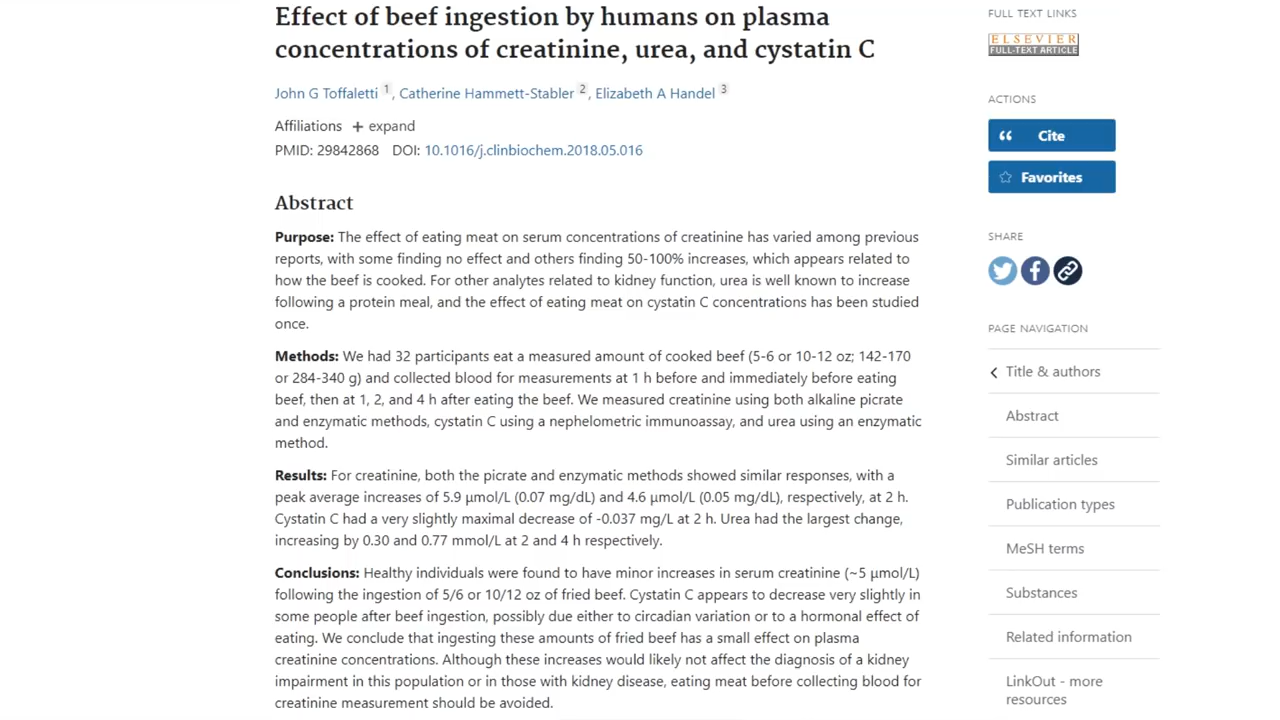 Effect of beef ingestion by humans on plasma
concentrations of creatinine, urea, and cystatin C
John G Toffaletti 1, Catherine Hammett-Stabler 2, Elizabeth A Handel 3
Affiliations + expand
PMID: 29842868 DOI: 10.1016/j.clinbiochem.2018.05.016
Abstract
Purpose: The effect of eating meat on serum concentrations of creatinine has varied among previous
reports, with some finding no effect and others finding 50-100% increases, which appears related to
how the beef is cooked. For other analytes related to kidney function, urea is well known to increase
following a protein meal, and the effect of eating meat on cystatin C concentrations has been studied
once.
Methods: We had 32 participants eat a measured amount of cooked beef (5-6 or 10-12 oz; 142-170
or 284-340 g) and collected blood for measurements at 1 h before and immediately before eating
beef, then at 1, 2, and 4 h after eating the beef. We measured creatinine using both alkaline picrate
and enzymatic methods, cystatin C using a nephelometric immunoassay, and urea using an enzymatic
method.
Results: For creatinine, both the picrate and enzymatic methods showed similar responses, with a
peak average increases of 5.9 μmol/L (0.07 mg/dL) and 4.6 μmol/L (0.05 mg/dL), respectively, at 2 h.
Cystatin C had a very slightly maximal decrease of -0.037 mg/L at 2 h. Urea had the largest change,
increasing by 0.30 and 0.77 mmol/L at 2 and 4 h respectively.
Conclusions: Healthy individuals were found to have minor increases in serum creatinine (~5 μmol/L)
following the ingestion of 5/6 or 10/12 oz of fried beef. Cystatin C appears to decrease very slightly in
some people after beef ingestion, possibly due either to circadian variation or to a hormonal effect of
eating. We conclude that ingesting these amounts of fried beef has a small effect on plasma
creatinine concentrations. Although these increases would likely not affect the diagnosis of a kidney
impairment in this population or in those with kidney disease, eating meat before collecting blood for
creatinine measurement should be avoided.
FULL TEXT LINKS
ELSEVIER
FULL-TEXT ARTICLE
ACTIONS
Cite
Favorites
SHARE
PAGE NAVIGATION
Title & authors
Abstract
Similar articles
Publication types
MeSH terms
Substances
Related information
LinkOut - more
resources